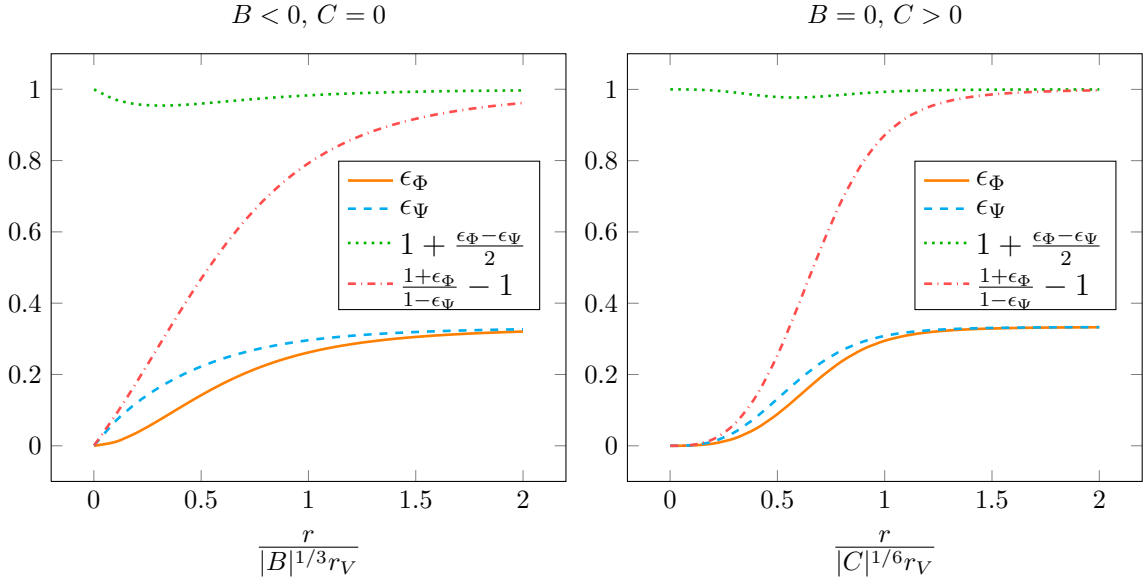 B < 0, C = 0
1
0.8
0.6
0.4
0.2
0
0 0.5 1 1.5 2
r / |B|^{1/3} r_V
ϵ_Φ
ϵ_Ψ
1 + (ϵ_Φ−ϵ_Ψ)/2
(1+ϵ_Φ)/(1−ϵ_Ψ) − 1
B = 0, C > 0
1
0.8
0.6
0.4
0.2
0
0 0.5 1 1.5 2
r / |C|^{1/6} r_V
ϵ_Φ
ϵ_Ψ
1 + (ϵ_Φ−ϵ_Ψ)/2
(1+ϵ_Φ)/(1−ϵ_Ψ) − 1